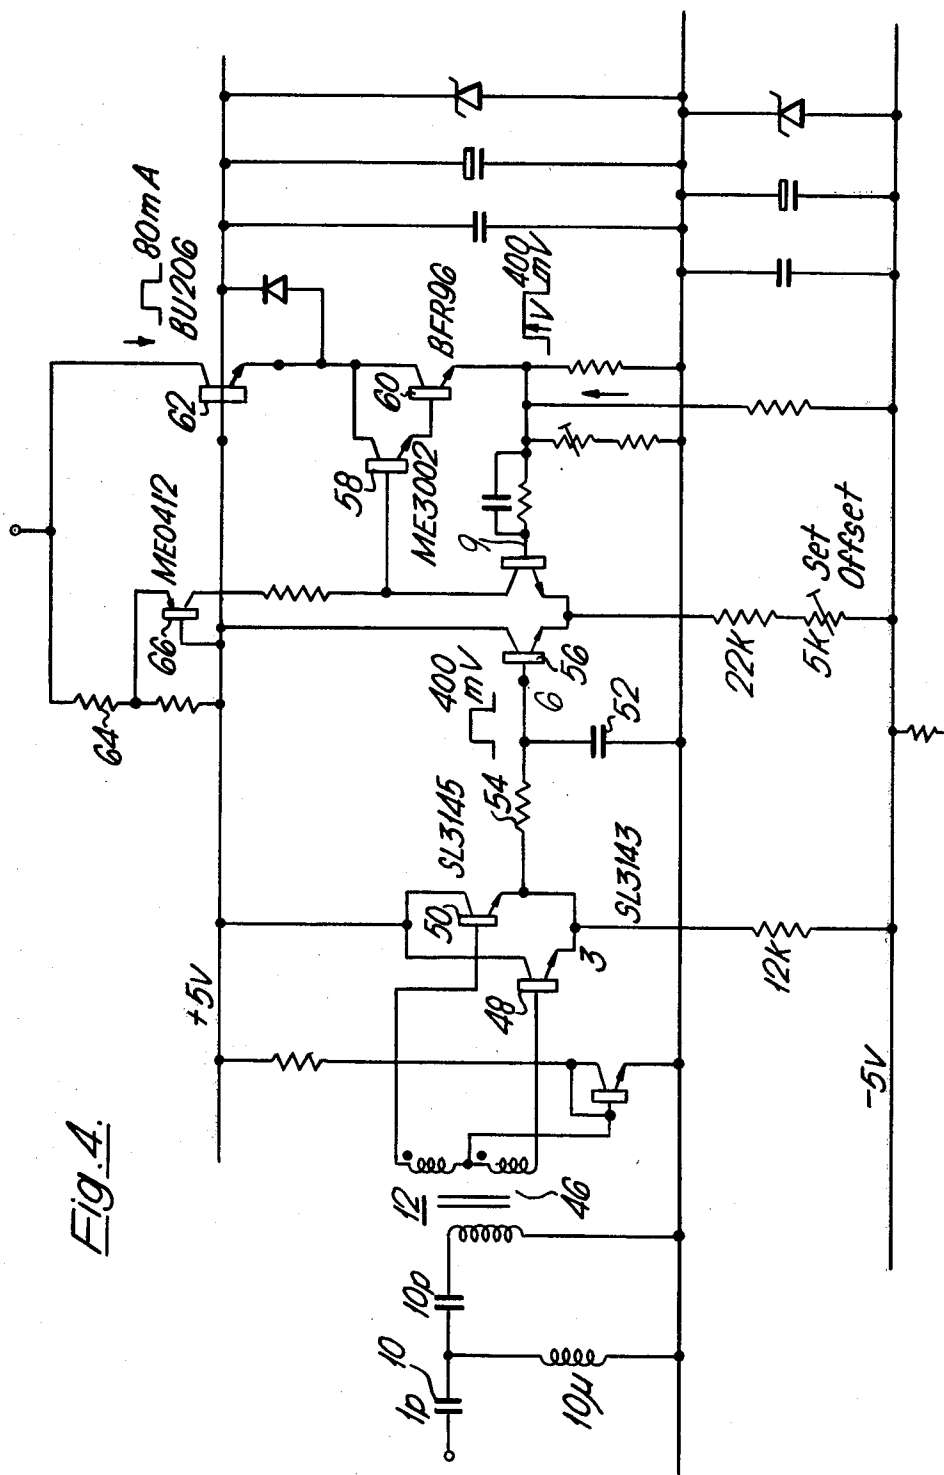 Fig. 4.
+5V
-5V
1p
10
10p
10µ
12
46
48
50
SL3145
3
SL3143
12K
54
400
mV
6
52
56
64
66
ME0412
62
80mA
BU206
58
ME3002
60
BFR96
9
400
mV
1V
22K
5K
Set
Offset